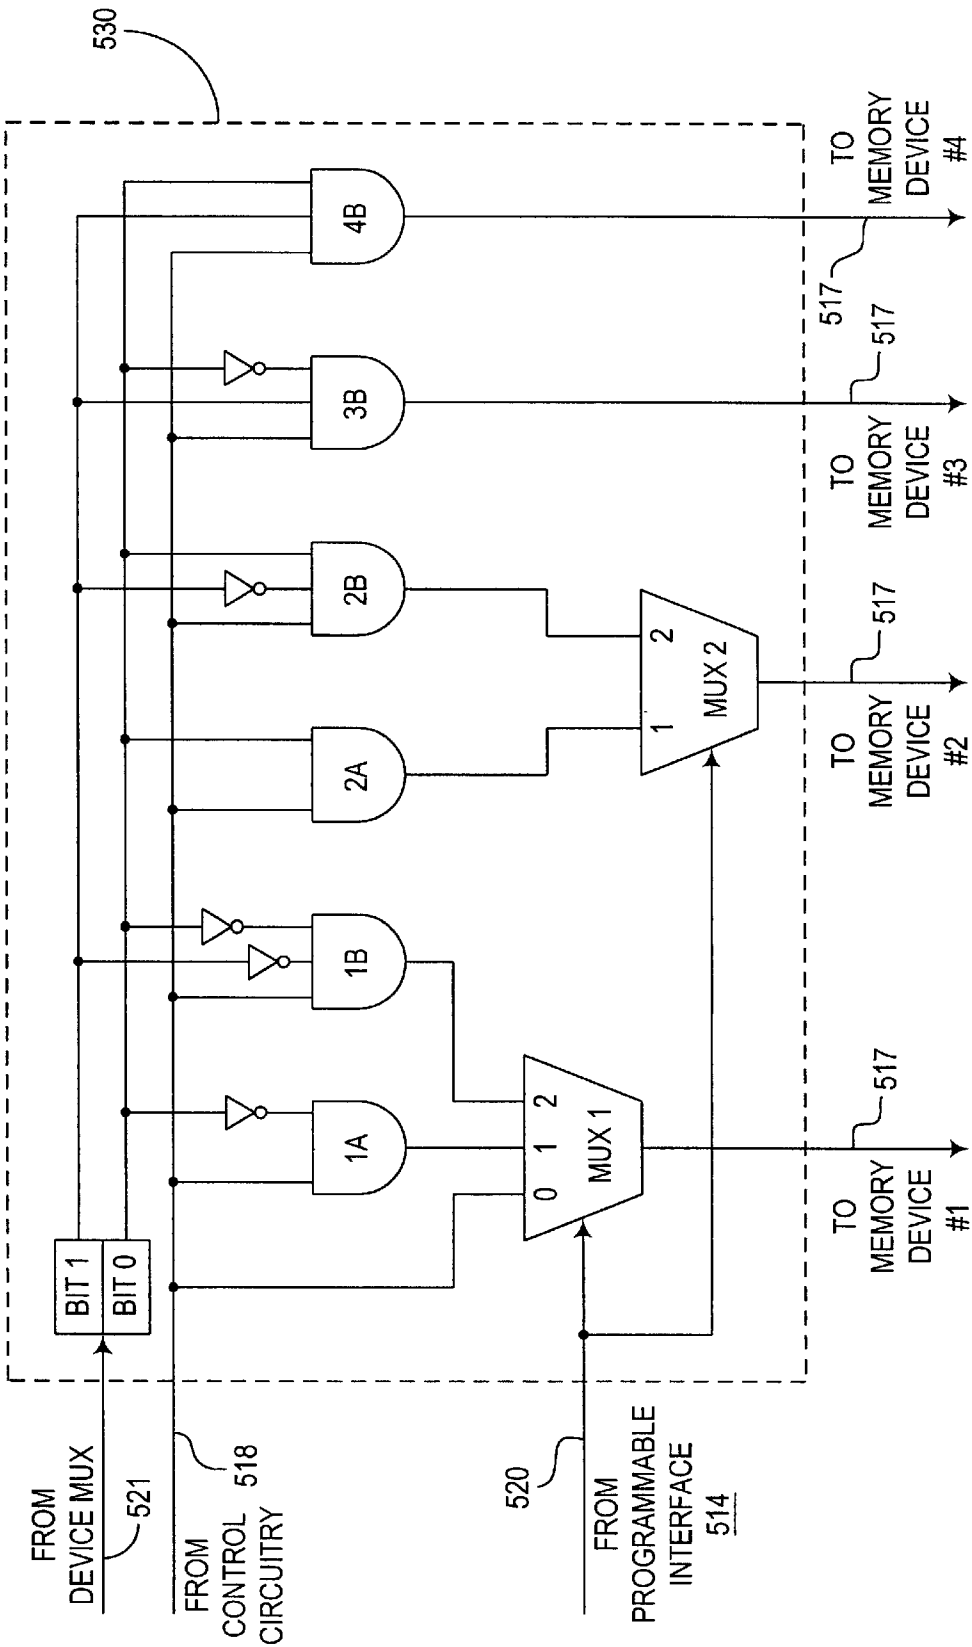 530
BIT 1
BIT 0
FROM
DEVICE MUX
521
FROM
CONTROL
CIRCUITRY
518
1A
1B
2A
2B
3B
4B
0
1
2
MUX 1
1
2
MUX 2
520
FROM
PROGRAMMABLE
INTERFACE
514
517
TO
MEMORY
DEVICE
#1
517
TO
MEMORY
DEVICE
#2
517
TO
MEMORY
DEVICE
#3
517
TO
MEMORY
DEVICE
#4